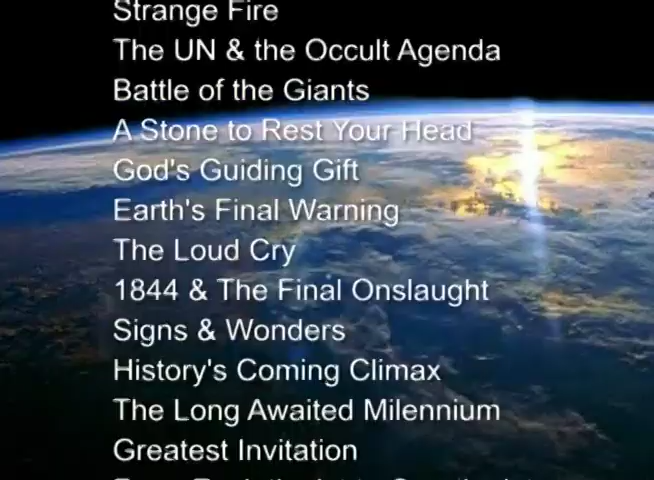 Strange Fire
The UN & the Occult Agenda
Battle of the Giants
A Stone to Rest Your Head
God's Guiding Gift
Earth's Final Warning
The Loud Cry
1844 & The Final Onslaught
Signs & Wonders
History's Coming Climax
The Long Awaited Milennium
Greatest Invitation